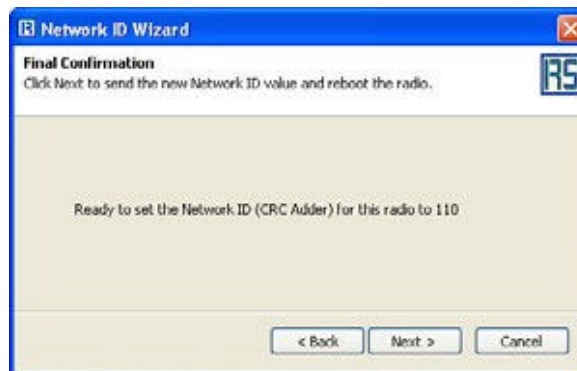 Network ID Wizard
Final Confirmation
Click Next to send the new Network ID value and reboot the radio.
Ready to set the Network ID (CRC Adder) for this radio to 110
< Back
Next >
Cancel